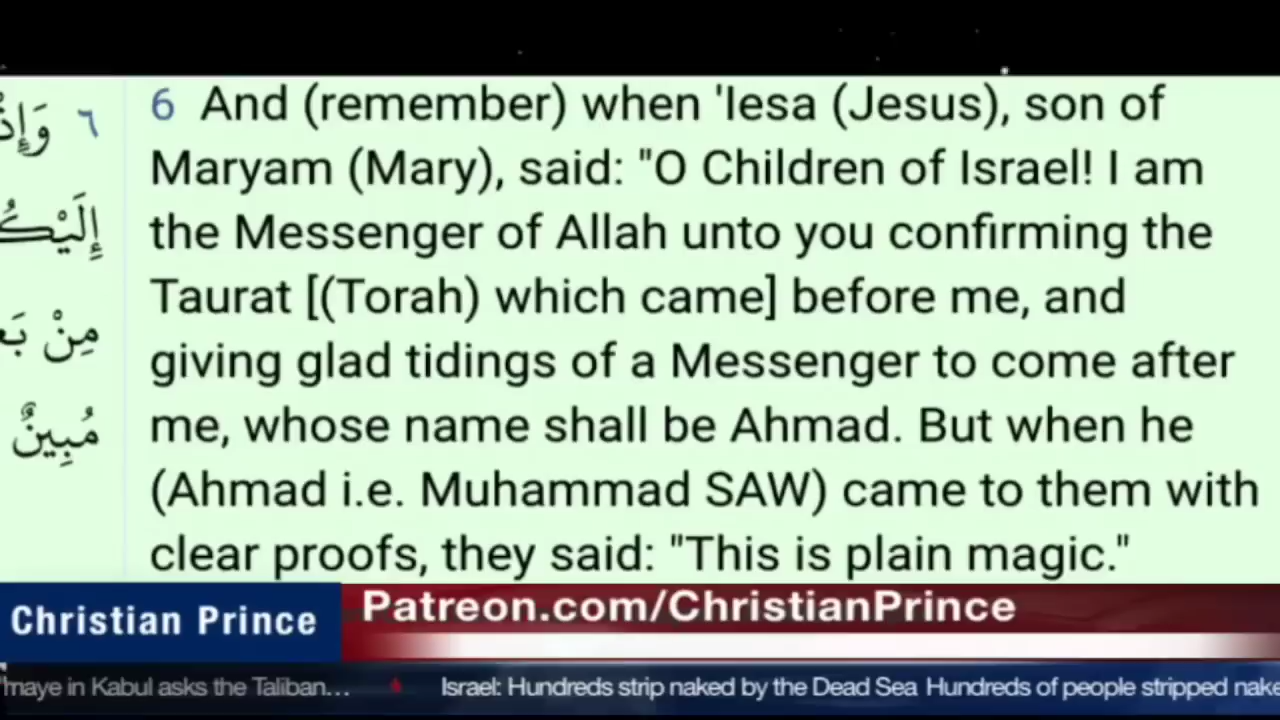 ٦ وَإِذْ
6 And (remember) when 'Iesa (Jesus), son of
Maryam (Mary), said: "O Children of Israel! I am
إِلَيْكُ
the Messenger of Allah unto you confirming the
Taurat [(Torah) which came] before me, and
مِنْ بَع
giving glad tidings of a Messenger to come after
me, whose name shall be Ahmad. But when he
مُبِينٌ
(Ahmad i.e. Muhammad SAW) came to them with
clear proofs, they said: "This is plain magic."
Christian Prince
Patreon.com/ChristianPrince
maye in Kabul asks the Taliban... Israel: Hundreds strip naked by the Dead Sea Hundreds of people stripped nake